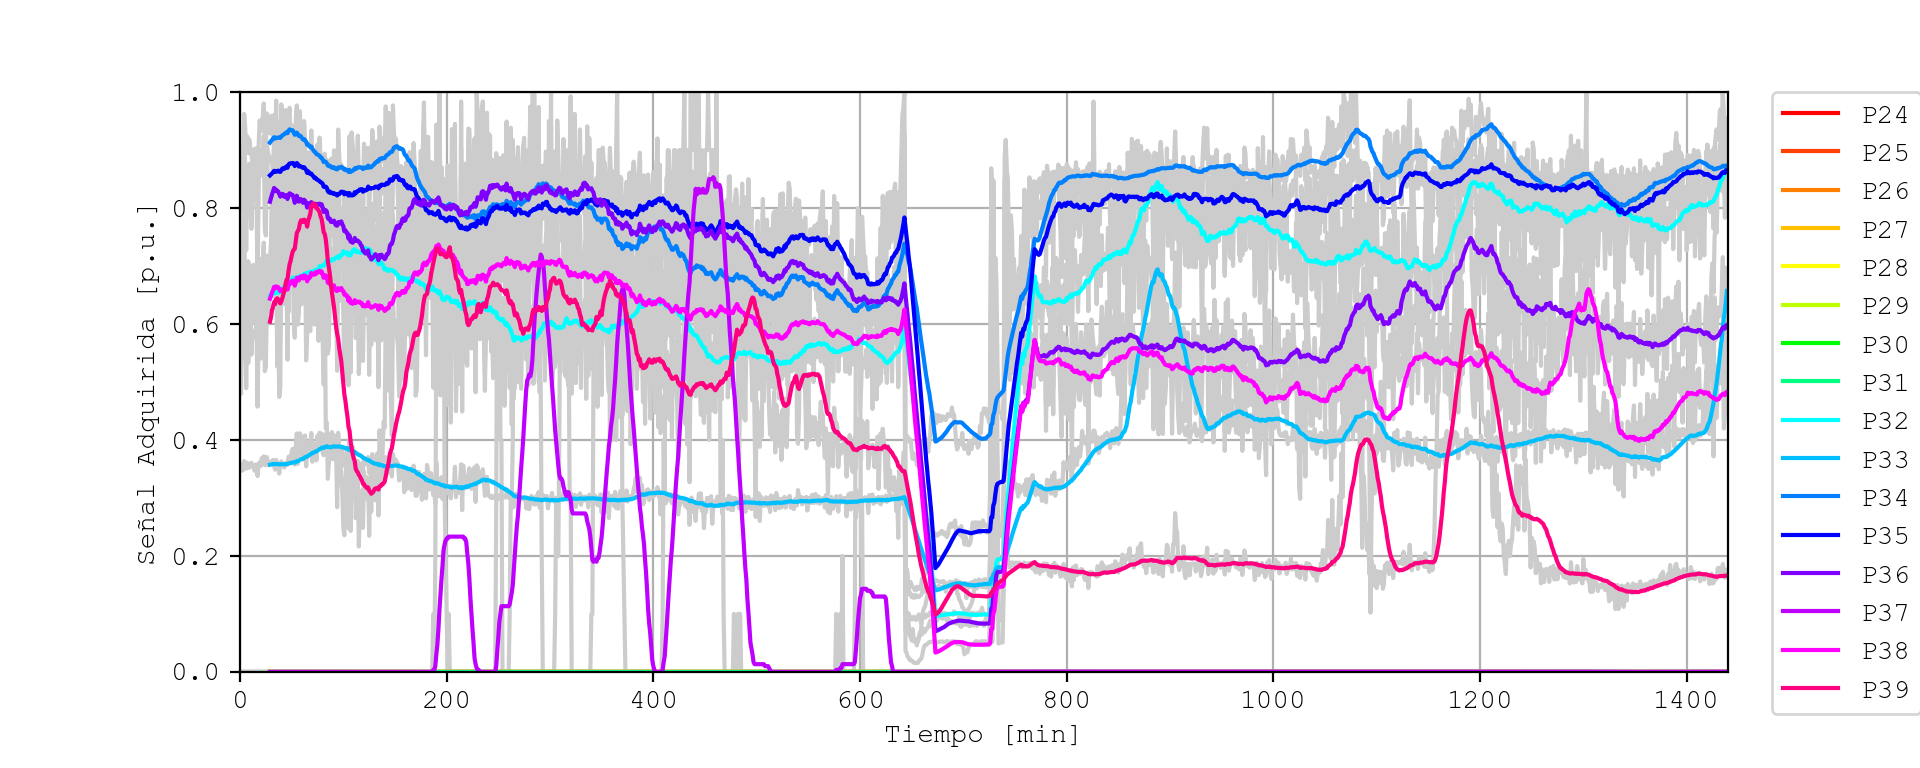 Señal Adquirida [p.u.]
1.0
0.8
0.6
0.4
0.2
0.0
0 200 400 600 800 1000 1200 1400
Tiempo [min]
P24
P25
P26
P27
P28
P29
P30
P31
P32
P33
P34
P35
P36
P37
P38
P39